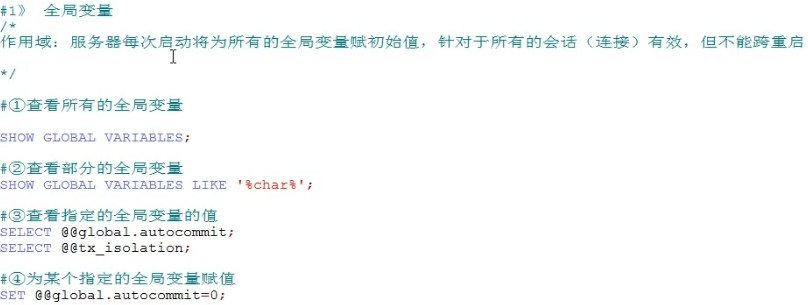 #1》 全局变量
/*
作用域：服务器每次启动将为所有的全局变量赋初始值，针对于所有的会话（连接）有效，但不能跨重启
*/
#①查看所有的全局变量
SHOW GLOBAL VARIABLES;
#②查看部分的全局变量
SHOW GLOBAL VARIABLES LIKE '%char%';
#③查看指定的全局变量的值
SELECT @@global.autocommit;
SELECT @@tx_isolation;
#④为某个指定的全局变量赋值
SET @@global.autocommit=0;